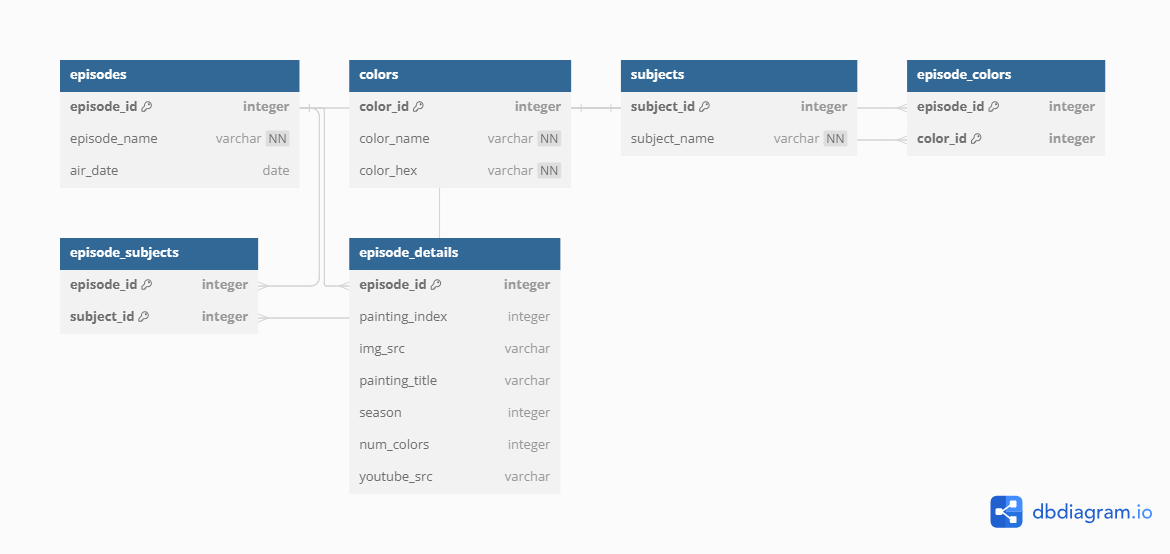 episodes
episode_id integer
episode_name varchar NN
air_date date
colors
color_id integer
color_name varchar NN
color_hex varchar NN
subjects
subject_id integer
subject_name varchar NN
episode_colors
episode_id integer
color_id integer
episode_subjects
episode_id integer
subject_id integer
episode_details
episode_id integer
painting_index integer
img_src varchar
painting_title varchar
season integer
num_colors integer
youtube_src varchar
dbdiagram.io